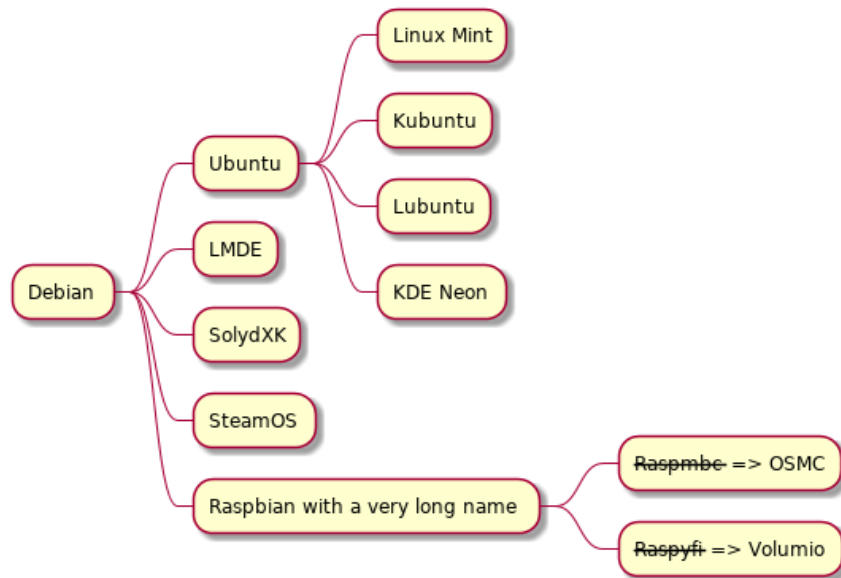 Debian
Ubuntu
Linux Mint
Kubuntu
Lubuntu
KDE Neon
LMDE
SolydXK
SteamOS
Raspbian with a very long name
Raspmbc => OSMC
Raspyfi => Volumio